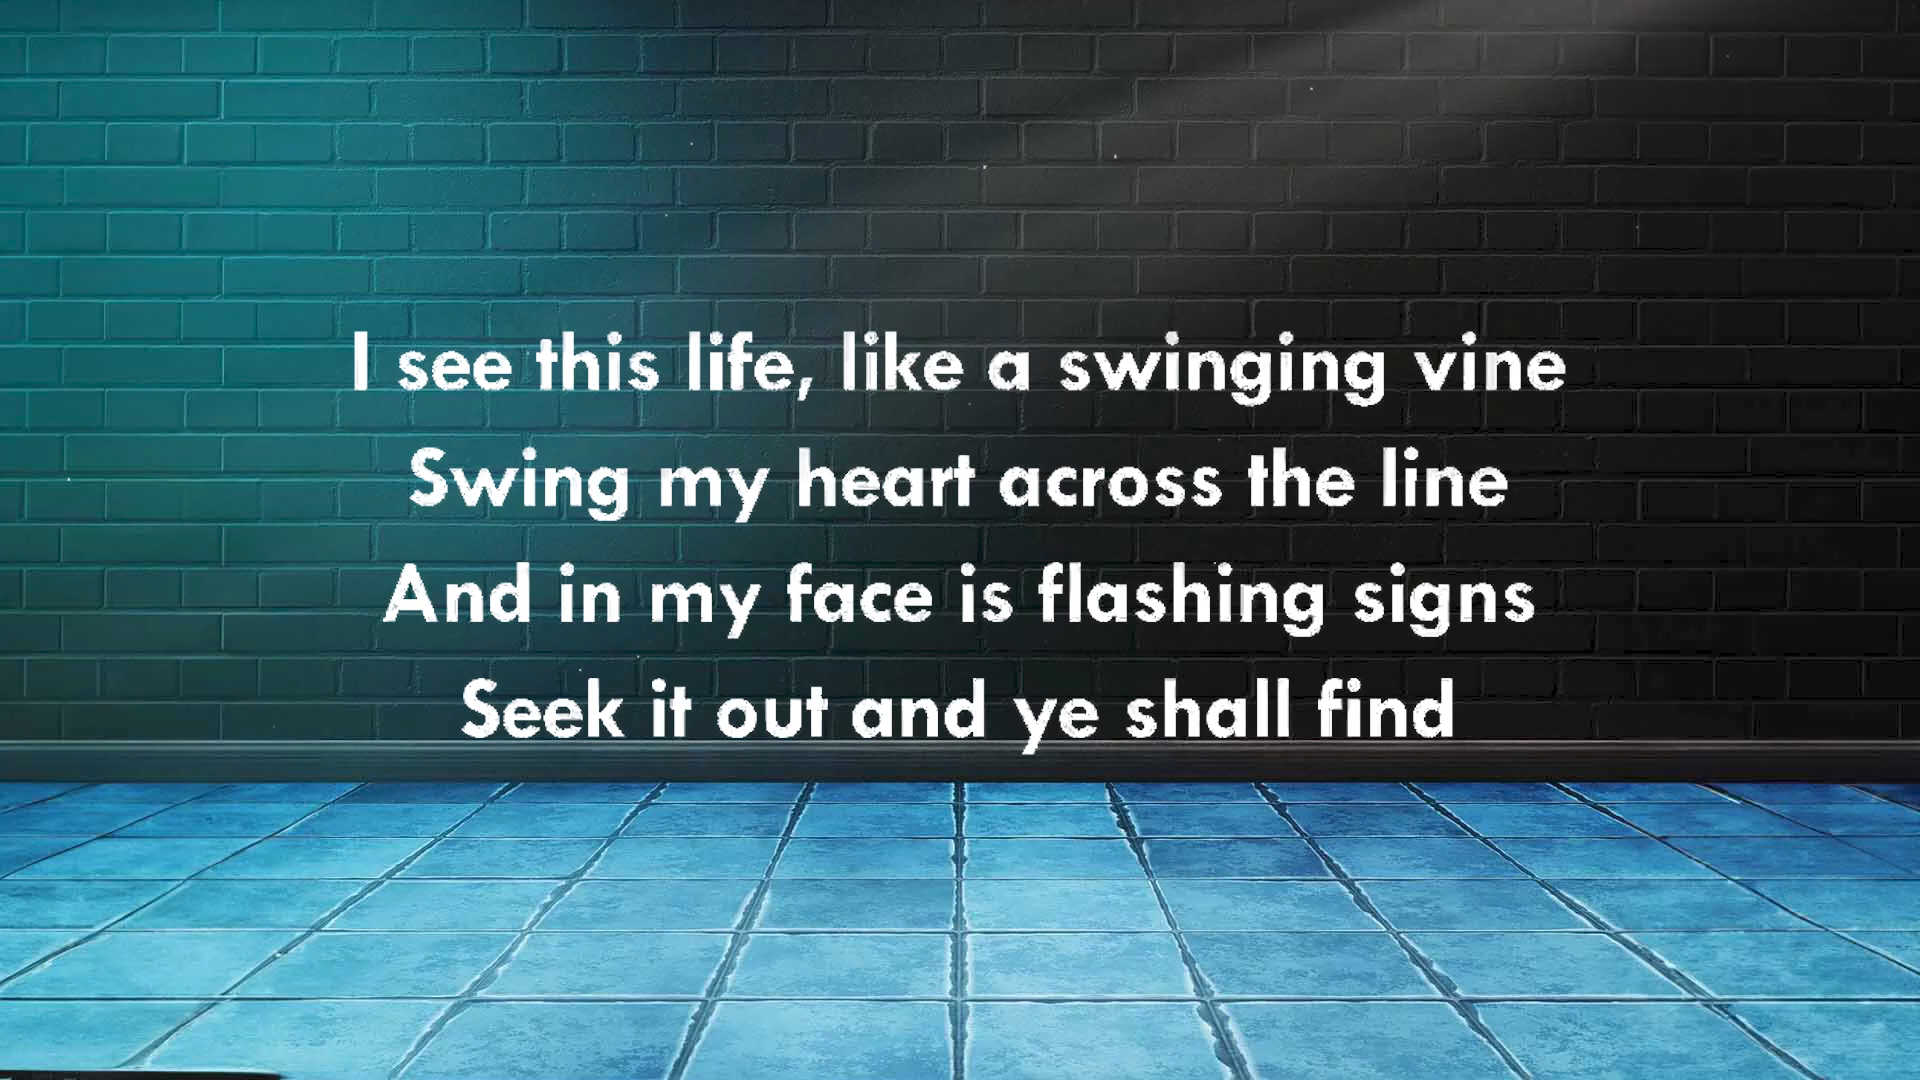 I see this life, like a swinging vine
Swing my heart across the line
And in my face is flashing signs
Seek it out and ye shall find